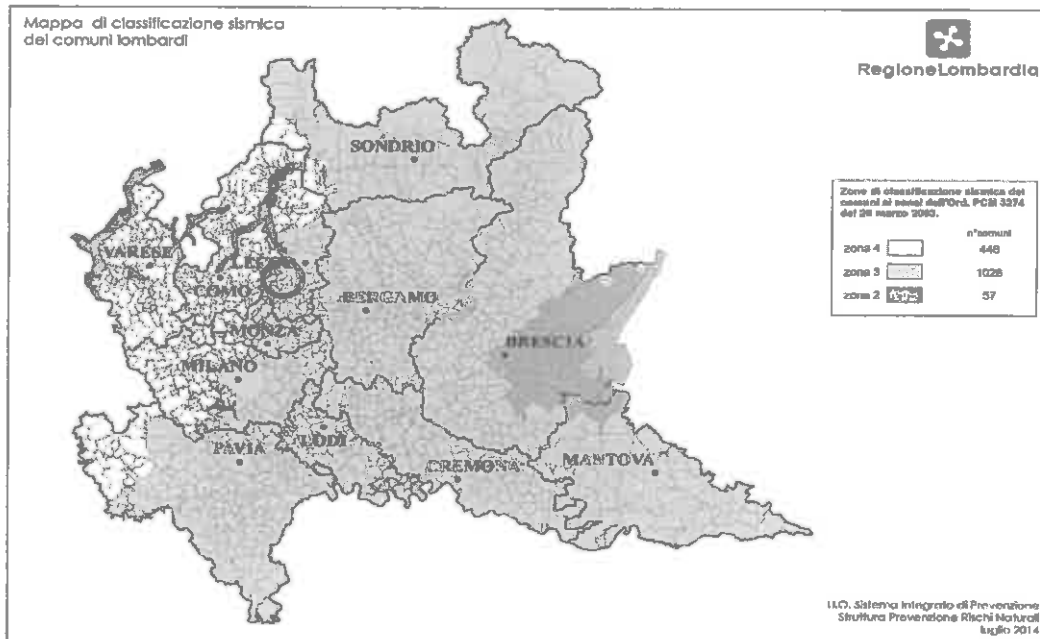 Mappa di classificazione sismica
dei comuni lombardi
RegioneLombardia
SONDRIO
Zone di classificazione sismica dei
comuni ai sensi dell'Ord. PCM 3274
del 20 marzo 2003.
n°comuni
zona 4 446
zona 3 1028
zona 2 57
VARESE
COMO
BERGAMO
MONZA
BRESCIA
MILANO
PAVIA
LODI
CREMONA
MANTOVA
U.O. Sistema Integrato di Prevenzione
Struttura Prevenzione Rischi Naturali
luglio 2014